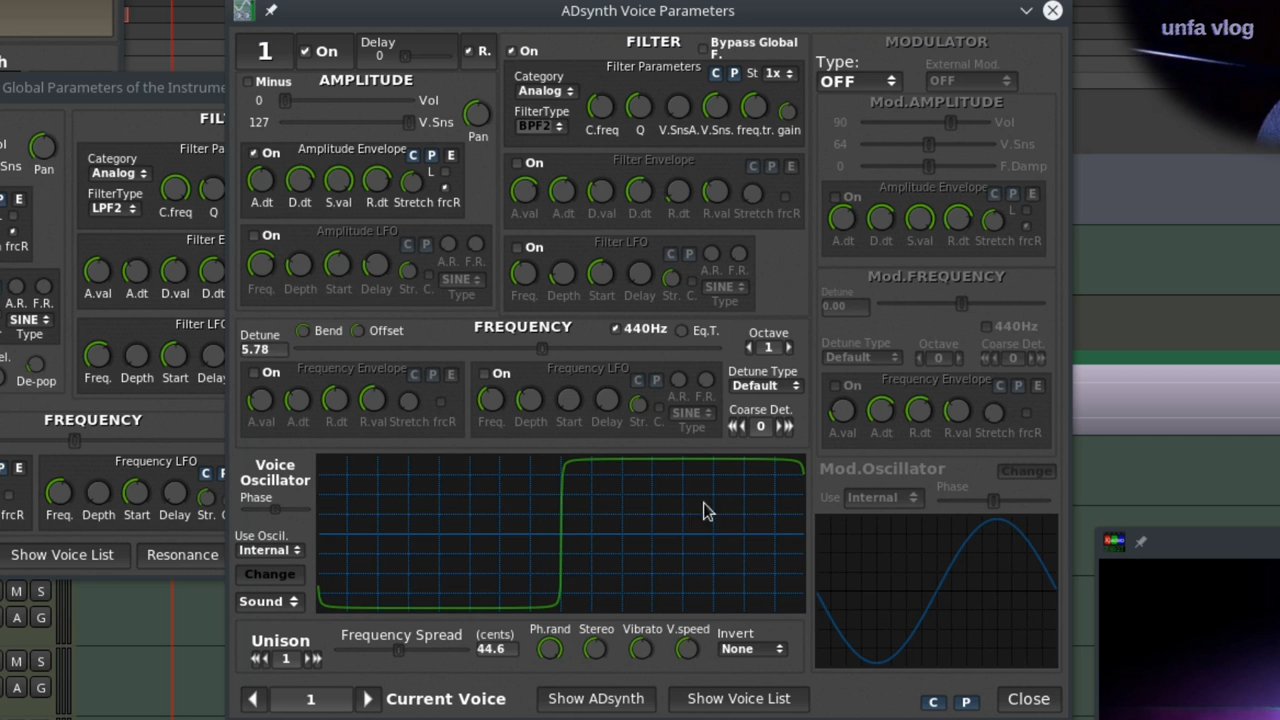 ADsynth Voice Parameters
unfa vlog
1
On
Delay
0
R.
Minus
AMPLITUDE
0
Vol
127
V.Sns
Pan
On
Amplitude Envelope
C P E
L
A.dt D.dt S.val R.dt Stretch frcR
On
Amplitude LFO
C P
A.R. F.R.
SINE
Freq. Depth Start Delay Str. C.
Type
On
FILTER
Bypass Global F.
Filter Parameters
Category
Analog
C P St 1x
FilterType
BPF2
C.freq Q V.SnsA. V.Sns. freq.tr. gain
On
Filter Envelope
C P E
A.val A.dt D.val D.dt R.dt R.val Stretch frcR
On
Filter LFO
C P
A.R. F.R.
SINE
Freq. Depth Start Delay Str. C.
Type
MODULATOR
Type:
OFF
External Mod.
OFF
Mod.AMPLITUDE
90
Vol
64
V.Sns
0
F.Damp
On
Amplitude Envelope
C P E
L
A.dt D.dt S.val R.dt Stretch frcR
Mod.FREQUENCY
Detune
0.00
440Hz
Detune Type
Octave
Coarse Det.
Default
0
0
On
Frequency Envelope
C P E
A.val A.dt R.dt R.val Stretch frcR
Mod.Oscillator
Change
Use
Internal
Phase
Detune
5.78
Bend
Offset
FREQUENCY
440Hz
Eq.T.
Octave
1
On
Frequency Envelope
C P E
A.val A.dt R.dt R.val Stretch frcR
On
Frequency LFO
C P
A.R. F.R.
SINE
Freq. Depth Start Delay Str. C.
Type
Detune Type
Default
Coarse Det.
0
Voice
Oscillator
Phase
Use Oscil.
Internal
Change
Sound
Unison
1
Frequency Spread
(cents)
44.6
Ph.rand Stereo Vibrato V.speed
Invert
None
1
Current Voice
Show ADsynth
Show Voice List
C P
Close
Global Parameters of the Instrume
h
FIL
Sns
Pan
Category
Analog
Filter Pa
FilterType
LPF2
C.freq Q
E
frcR
Filter E
A.val A.dt D.val D.dt
A.R. F.R.
SINE
Type
Filter LFO
Freq. Depth Start Delay
el.
De-pop
FREQUENCY
P E
frcR
Frequency LFO
C P
Freq. Depth Start Delay Str.
Show Voice List
Resonance
M S
A G
M S
A G